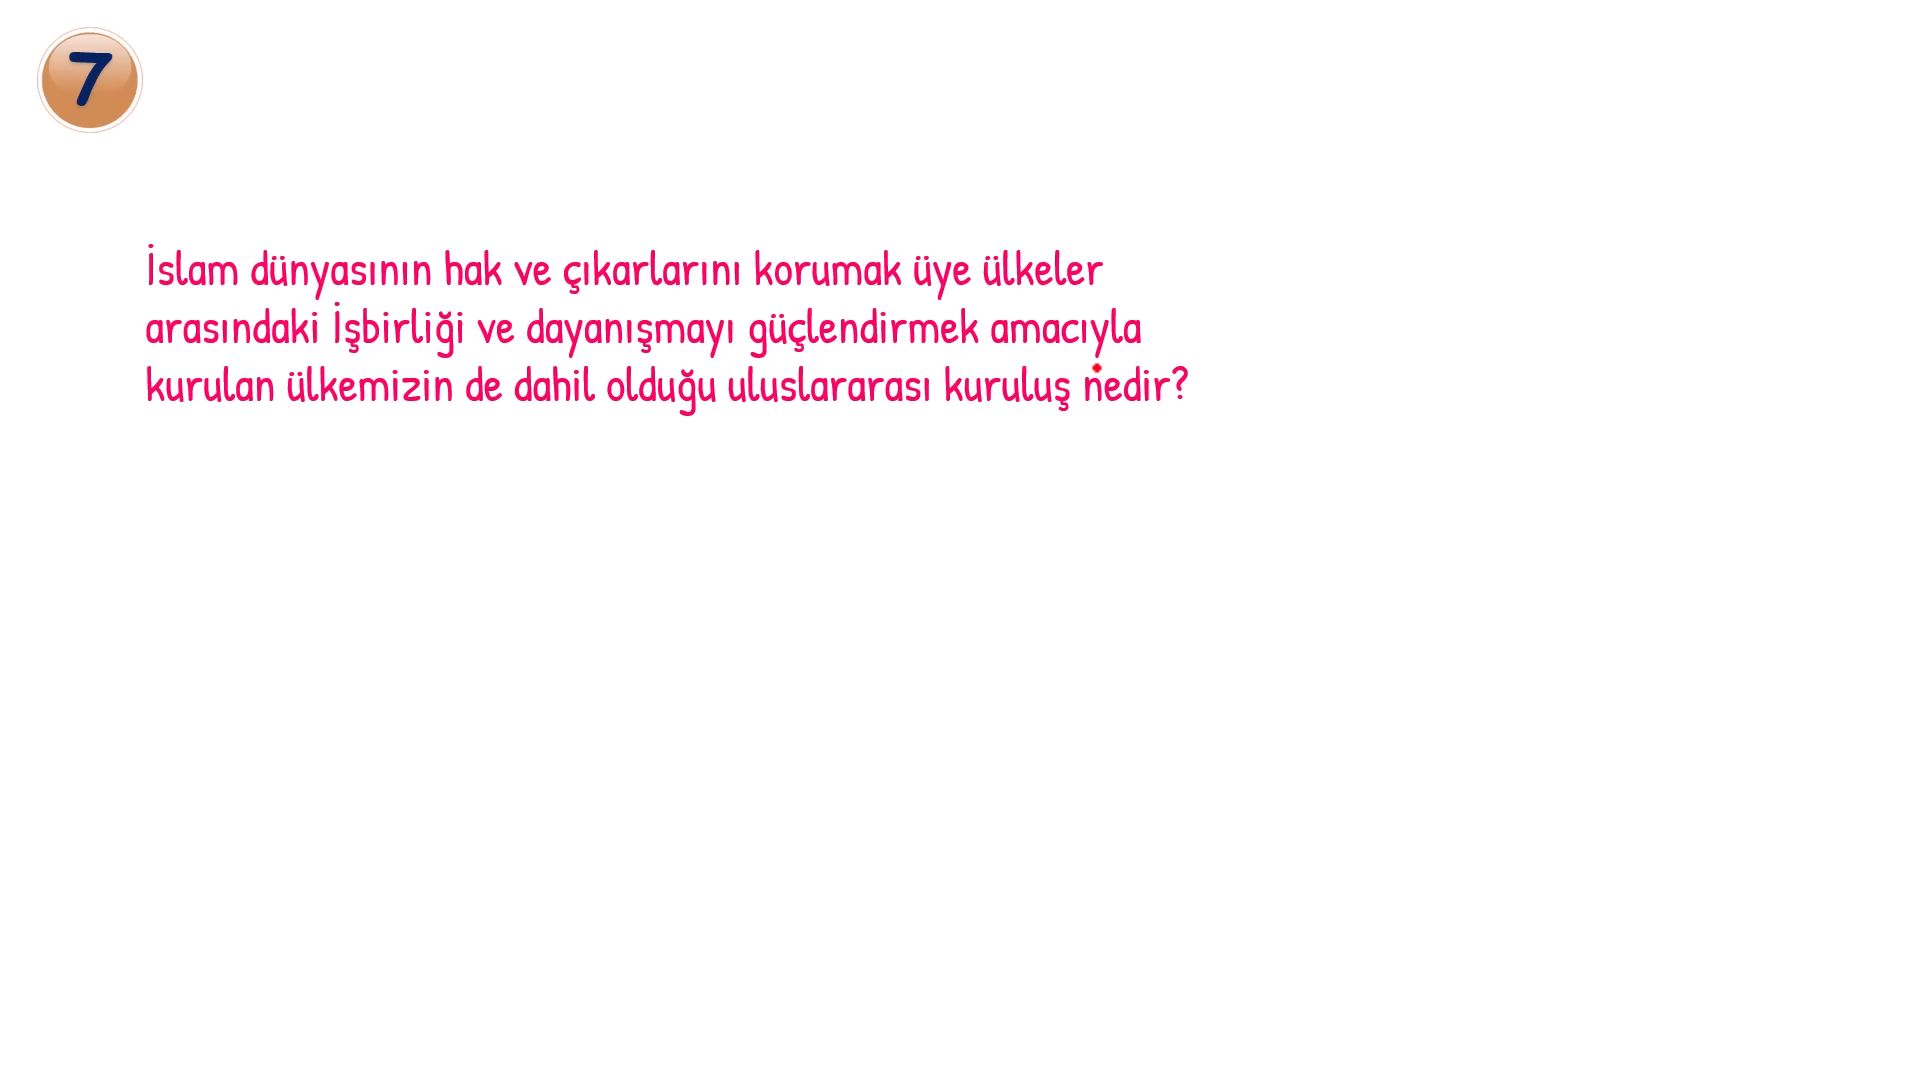 7
İslam dünyasının hak ve çıkarlarını korumak üye ülkeler
arasındaki İşbirliği ve dayanışmayı güçlendirmek amacıyla
kurulan ülkemizin de dahil olduğu uluslararası kuruluş nedir?